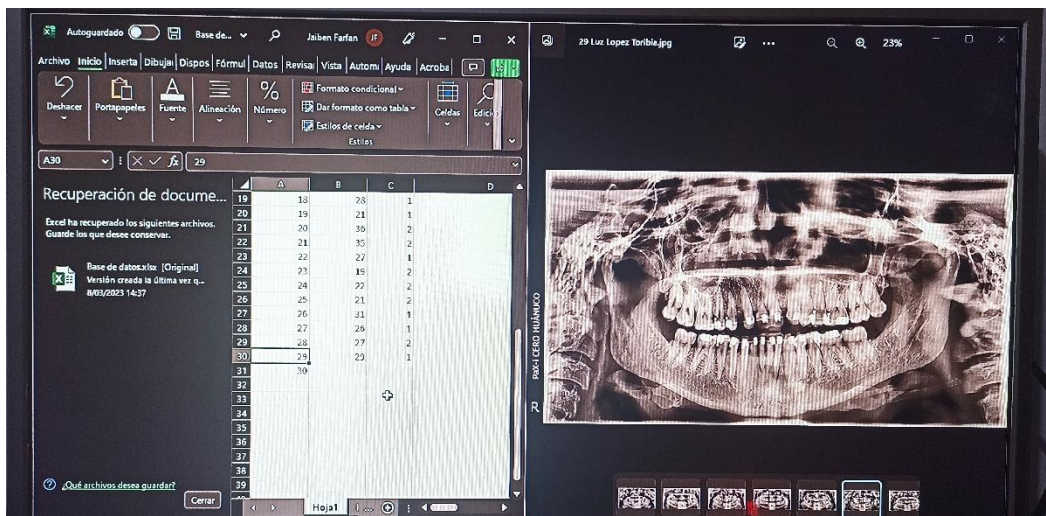 Autoguardado
Base de...
Jaiben Farfan
JF
Archivo Inicio Inserta Dibujar Dispos Fórmul Datos Revisa Vista Automa Ayuda Acroba
Deshacer
Portapapeles
Fuente
Alineación
Número
Formato condicional
Dar formato como tabla
Estilos de celda
Estilos
Celdas
Edició
A30
fx
29
Recuperación de docume...
Excel ha recuperado los siguientes archivos.
Guarde los que desee conservar.
Base de datos.xlsx [Original]
Versión creada la última vez q...
8/03/2023 14:37
¿Qué archivos desea guardar?
Cerrar
A B C D
19 18 28 1
20 19 21 1
21 20 36 2
22 21 35 2
23 22 27 1
24 23 19 2
25 24 22 2
26 25 21 2
27 26 31 1
28 27 26 1
29 28 27 2
30 29 29 1
31 30
32
33
34
35
36
37
38
39
Hoja1
29 Luz Lopez Toribia.jpg
23%
PaX-i CERO HUÁNUCO
R